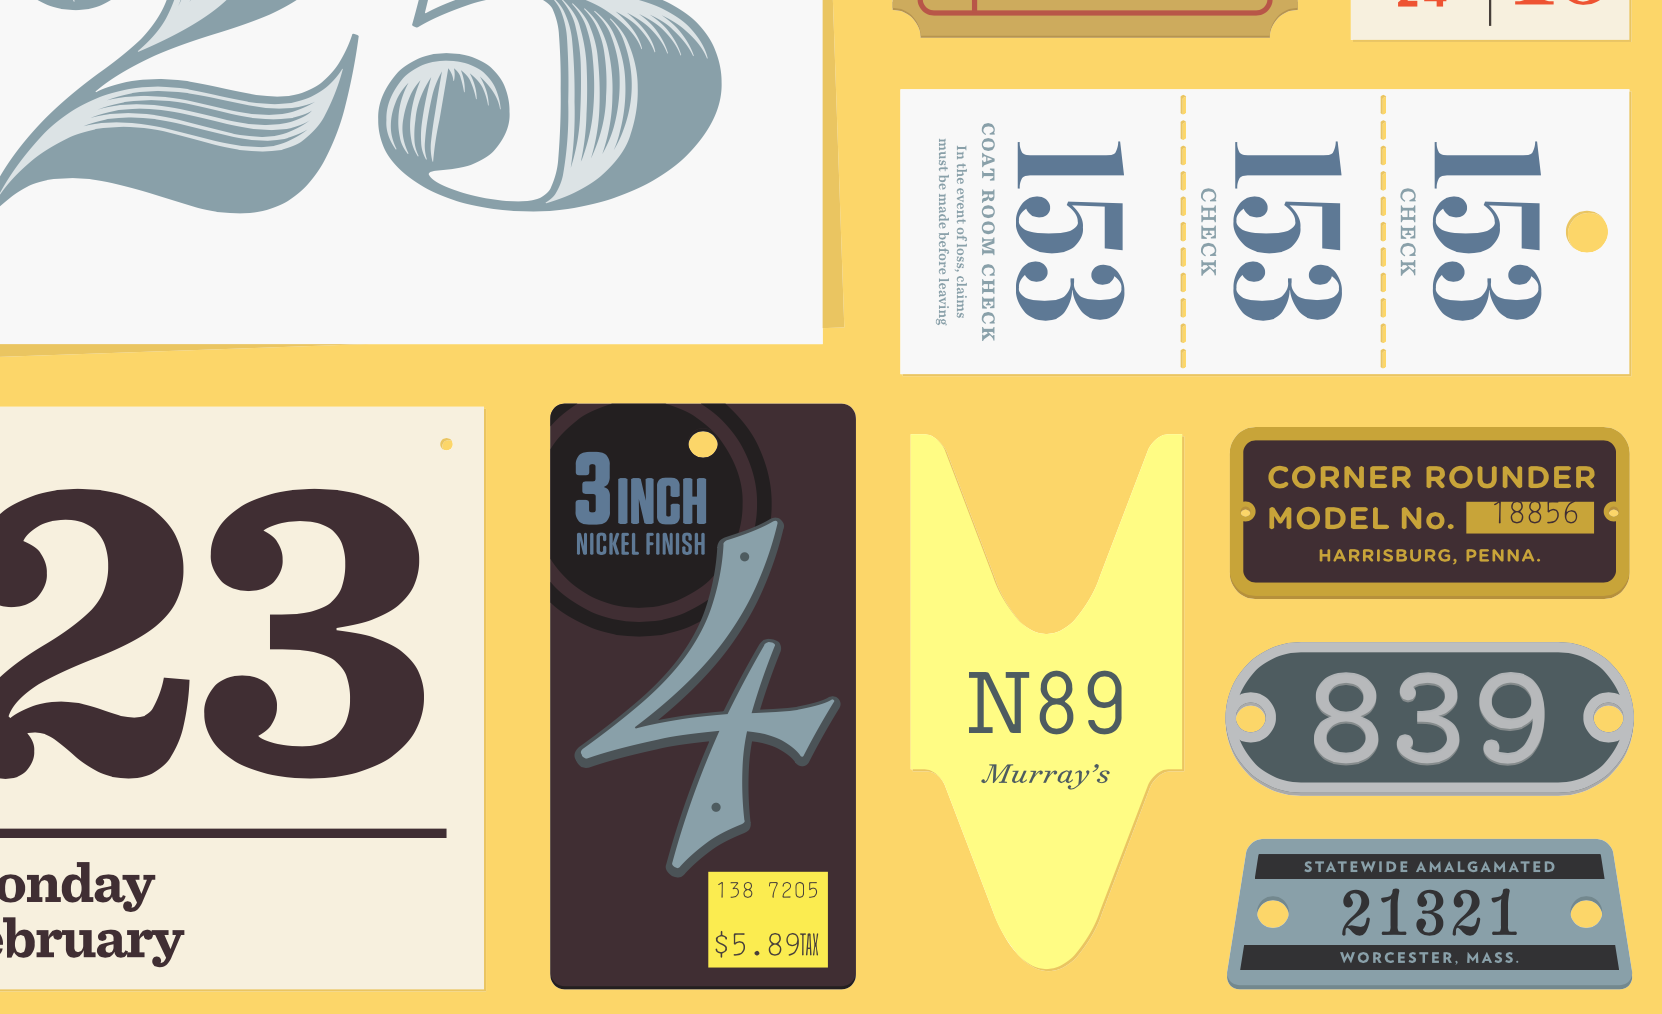 25
24
153
CHECK
153
CHECK
153
COAT ROOM CHECK
In the event of loss, claims
must be made before leaving
23
3 INCH
NICKEL FINISH
4
138 7205
$5.89TAX
N89
Murray's
CORNER ROUNDER
MODEL No. 18856
HARRISBURG, PENNA.
839
STATEWIDE AMALGAMATED
21321
WORCESTER, MASS.